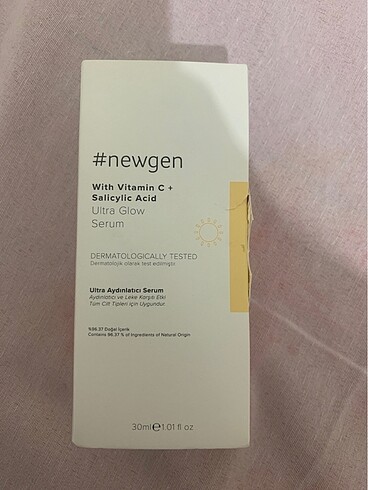 #newgen
With Vitamin C +
Salicylic Acid
Ultra Glow
Serum
DERMATOLOGICALLY TESTED
Dermatolojik olarak test edilmiştir.
Ultra Aydınlatıcı Serum
Aydınlatıcı ve Leke Karşıtı Etki
Tüm Cilt Tipleri İçin Uygundur.
%96.37 Doğal İçerik
Contains 96.37 % of Ingredients of Natural Origin
30ml℮1.01 fl oz